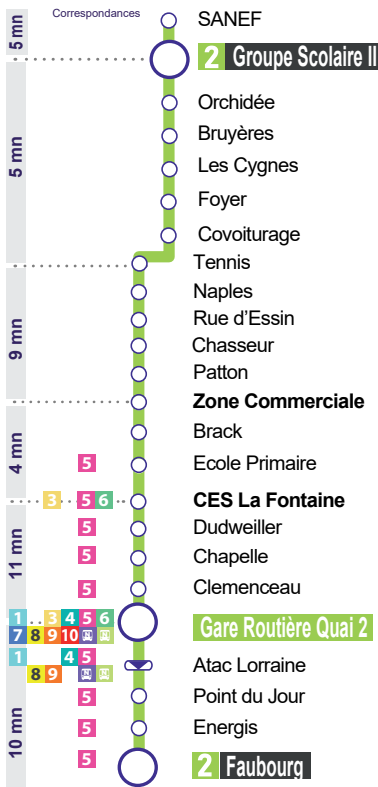 Correspondances
SANEF
5 mn
2 Groupe Scolaire II
Orchidée
Bruyères
5 mn
Les Cygnes
Foyer
Covoiturage
Tennis
Naples
Rue d'Essin
9 mn
Chasseur
Patton
Zone Commerciale
Brack
4 mn
5 Ecole Primaire
3 5 6 CES La Fontaine
5 Dudweiller
11 mn
5 Chapelle
5 Clemenceau
1 3 4 5 6
Gare Routière Quai 2
7 8 9 10
1 4 5 Atac Lorraine
8 9
5 Point du Jour
10 mn
5 Energis
5 2 Faubourg